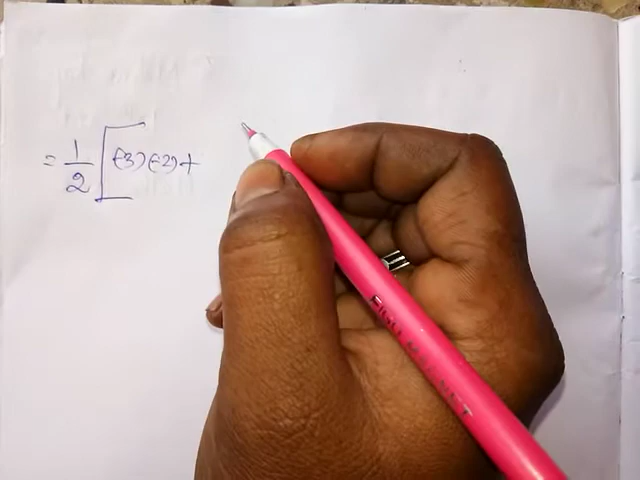 = 1/2 [(-3)(-2)+